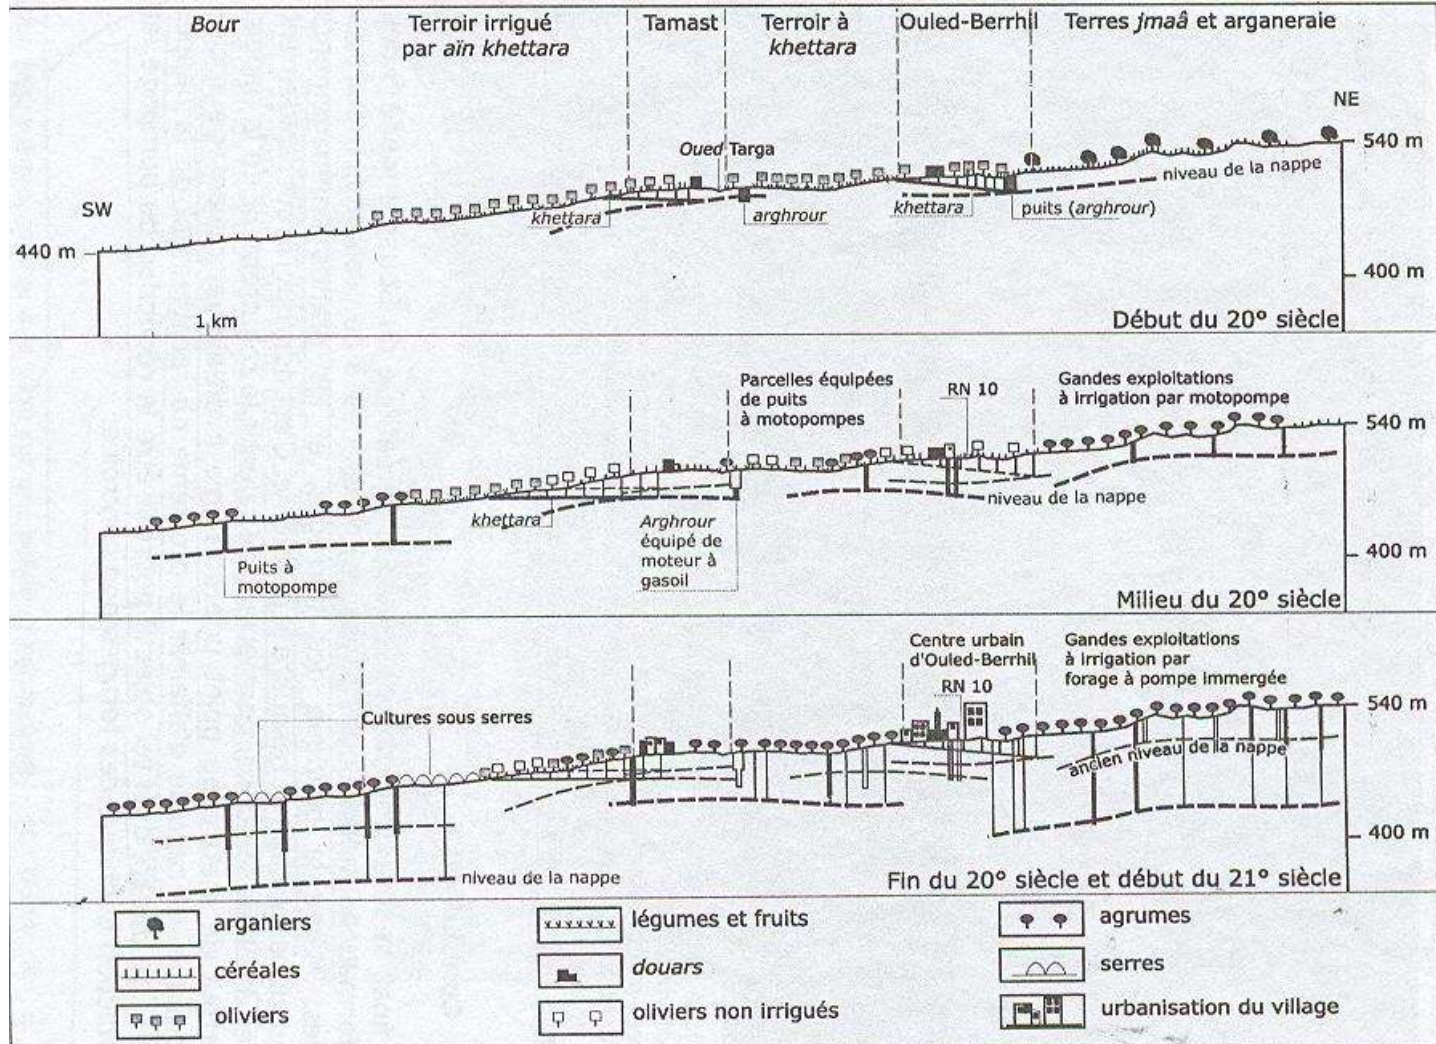 Bour
Terroir irrigué
par aïn khettara
Tamast
Terroir à
khettara
Ouled-Berrhil
Terres jmaâ et arganeraie
NE
540 m
Oued Targa
niveau de la nappe
SW
khettara
arghrour
khettara
puits (arghrour)
440 m
400 m
1 km
Début du 20° siècle
Parcelles équipées
de puits
à motopompes
RN 10
Gandes exploitations
à irrigation par motopompe
540 m
niveau de la nappe
khettara
Arghrour
équipé de
moteur à
gasoil
Puits à
motopompe
400 m
Milieu du 20° siècle
Centre urbain
d'Ouled-Berrhil
RN 10
Gandes exploitations
à irrigation par
forage à pompe immergée
Cultures sous serres
540 m
ancien niveau de la nappe
400 m
niveau de la nappe
Fin du 20° siècle et début du 21° siècle
arganiers
légumes et fruits
agrumes
céréales
douars
serres
oliviers
oliviers non irrigués
urbanisation du village